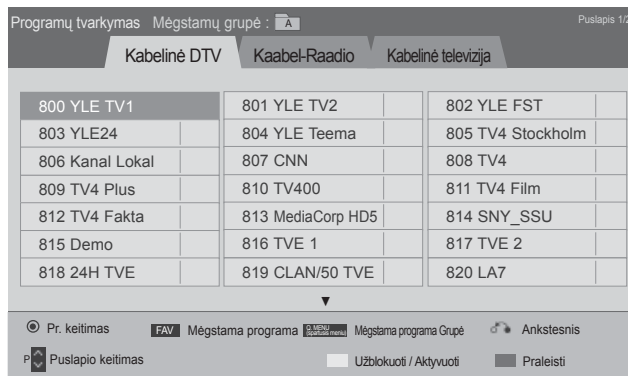 Programų tvarkymas Mėgstamų grupė : A Puslapis 1/2
Kabelinė DTV Kaabel-Raadio Kabelinė televizija
800 YLE TV1 801 YLE TV2 802 YLE FST
803 YLE24 804 YLE Teema 805 TV4 Stockholm
806 Kanal Lokal 807 CNN 808 TV4
809 TV4 Plus 810 TV400 811 TV4 Film
812 TV4 Fakta 813 MediaCorp HD5 814 SNY_SSU
815 Demo 816 TVE 1 817 TVE 2
818 24H TVE 819 CLAN/50 TVE 820 LA7
▼
Pr. keitimas FAV Mėgstama programa Q. MENU (Spartusis meniu) Mėgstama programa Grupė Ankstesnis
P Puslapio keitimas Užblokuoti / Aktyvuoti Praleisti